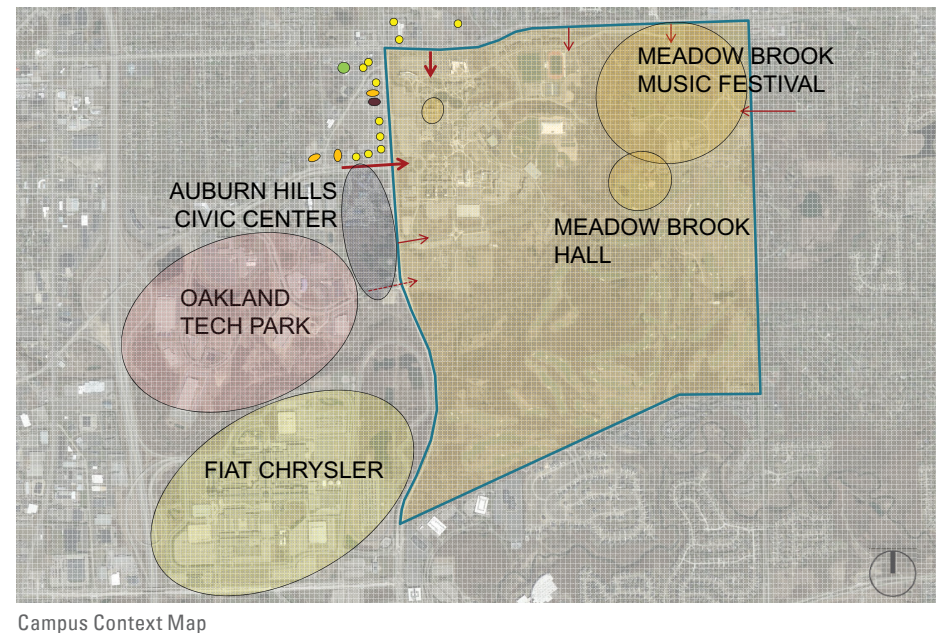 MEADOW BROOK
MUSIC FESTIVAL
AUBURN HILLS
CIVIC CENTER
MEADOW BROOK
HALL
OAKLAND
TECH PARK
FIAT CHRYSLER
Campus Context Map